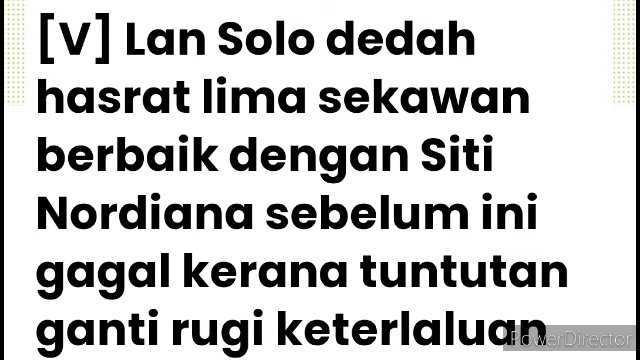 [V] Lan Solo dedah
hasrat lima sekawan
berbaik dengan Siti
Nordiana sebelum ini
gagal kerana tuntutan
ganti rugi keterlaluan
PowerDirector